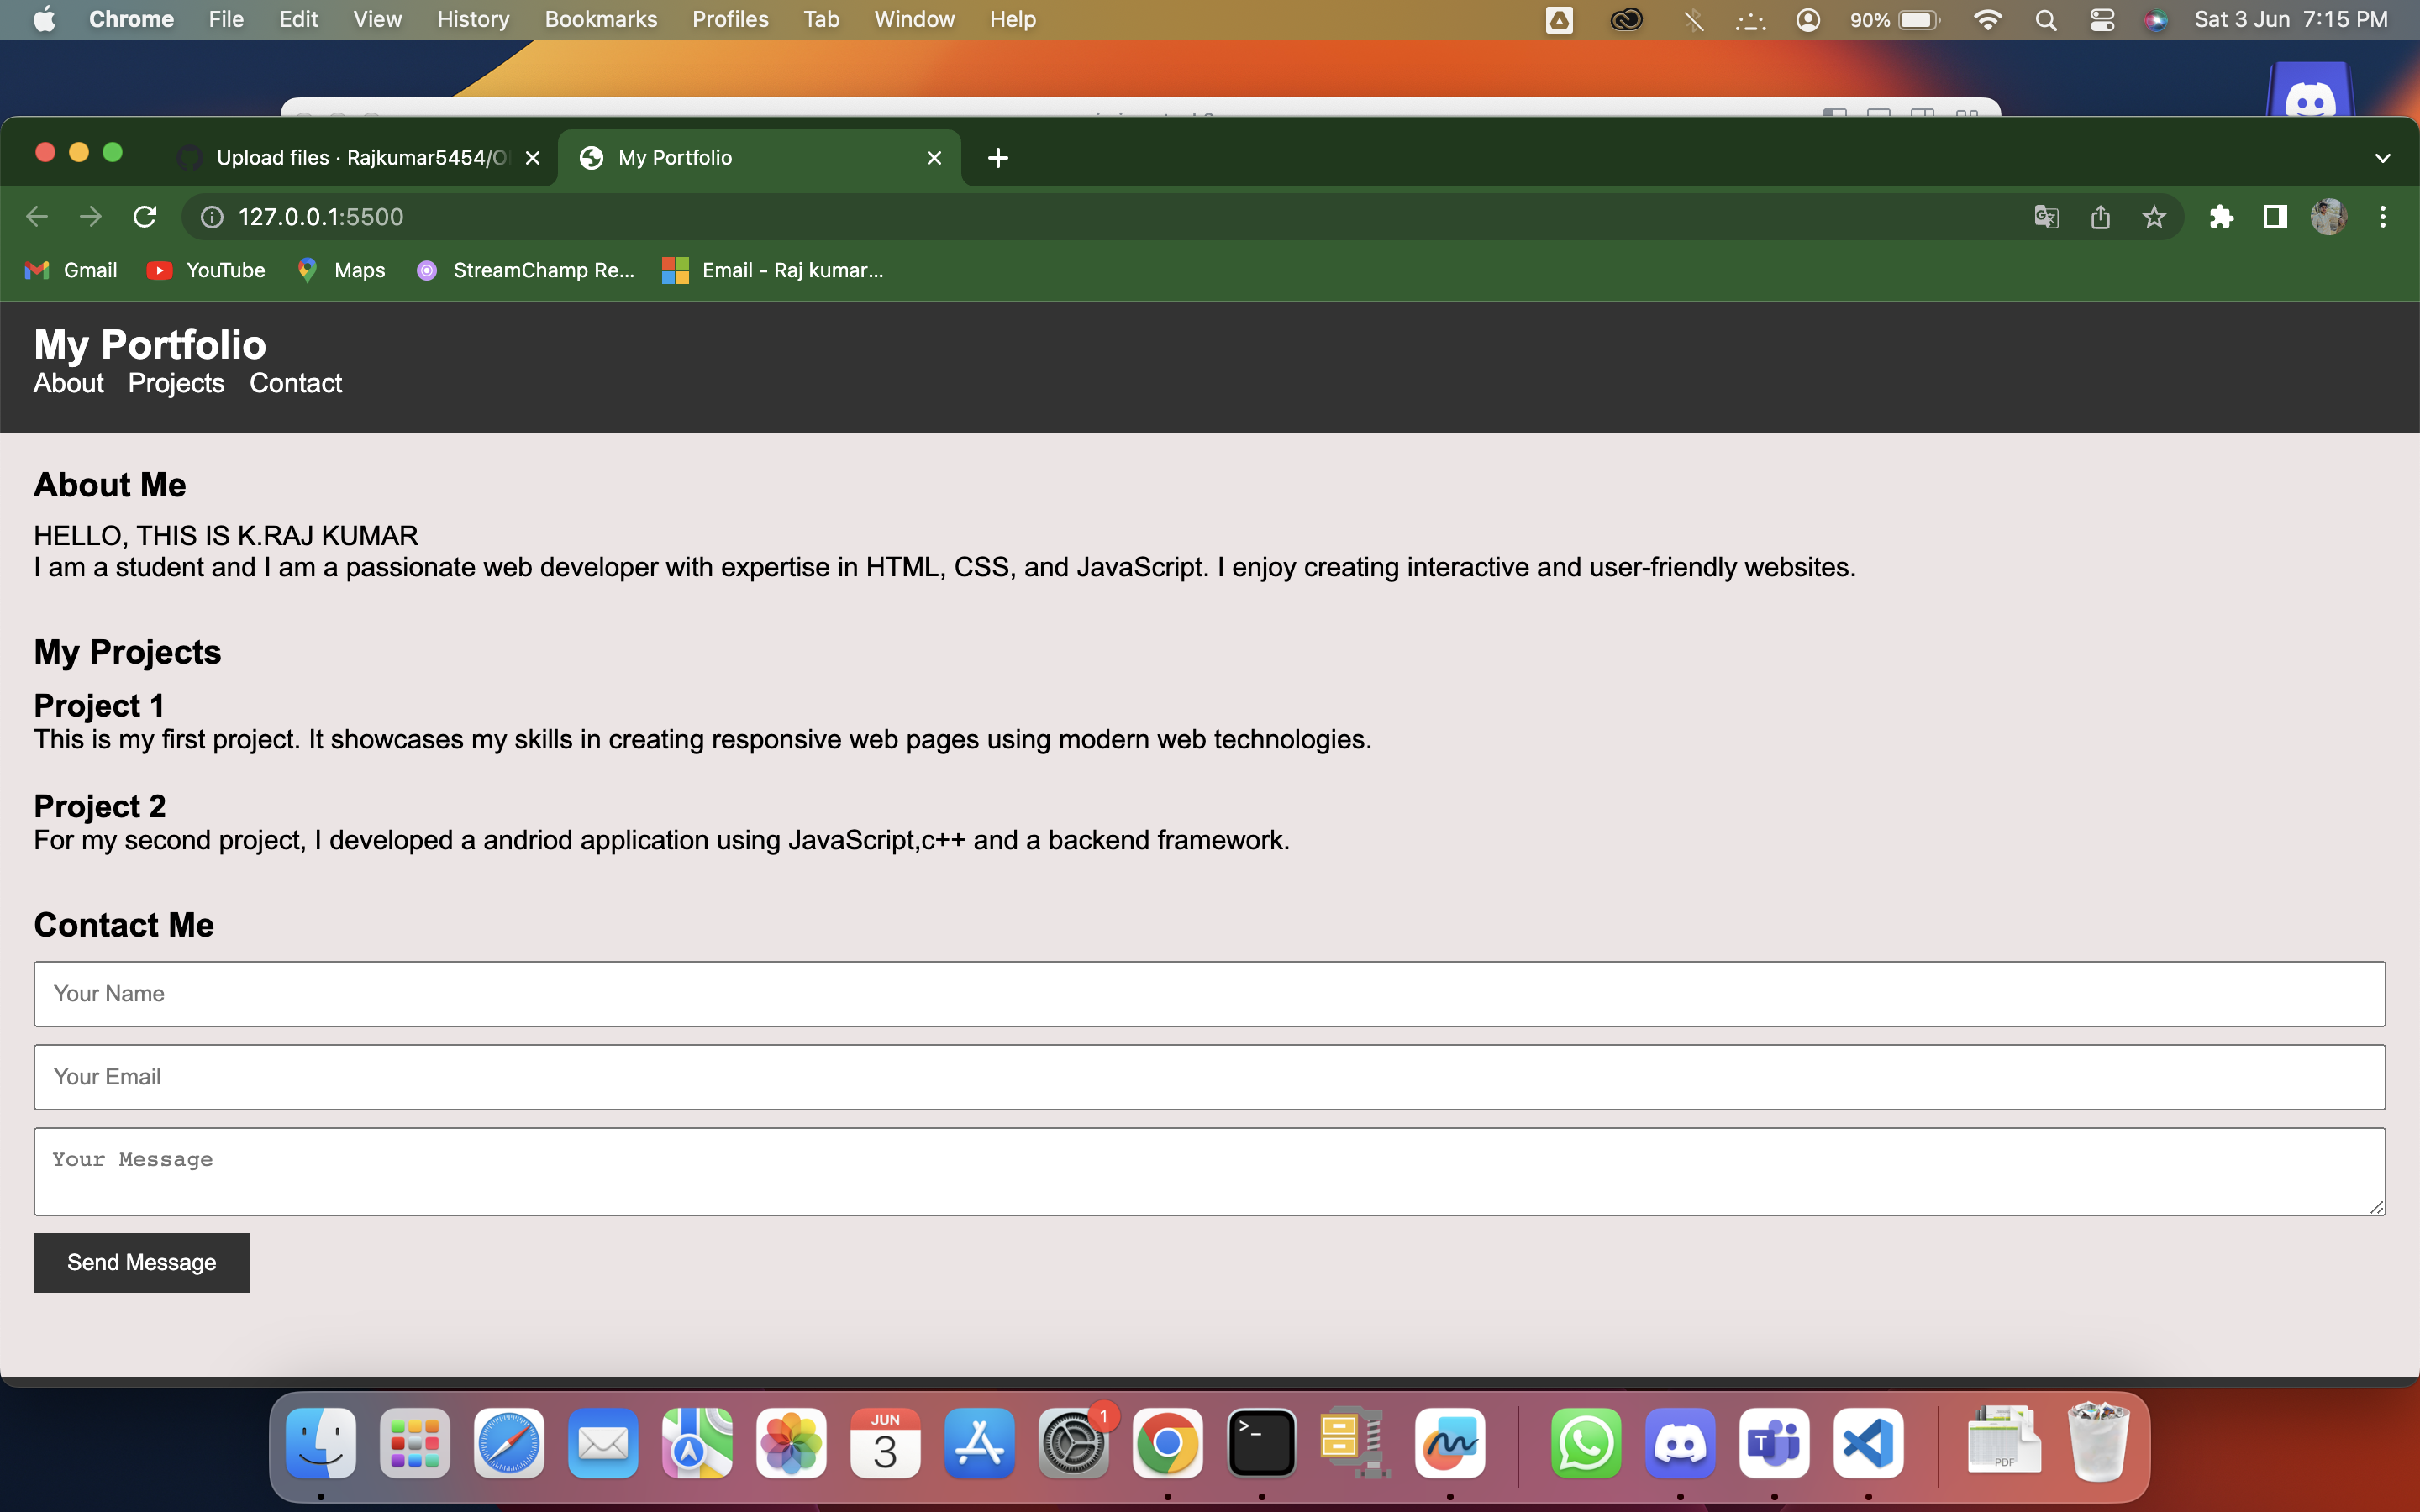 Chrome File Edit View History Bookmarks Profiles Tab Window Help 90% Sat 3 Jun 7:15 PM
Upload files · Rajkumar5454/O My Portfolio
127.0.0.1:5500
Gmail YouTube Maps StreamChamp Re... Email - Raj kumar...
My Portfolio
About Projects Contact
About Me
HELLO, THIS IS K.RAJ KUMAR
I am a student and I am a passionate web developer with expertise in HTML, CSS, and JavaScript. I enjoy creating interactive and user-friendly websites.
My Projects
Project 1
This is my first project. It showcases my skills in creating responsive web pages using modern web technologies.
Project 2
For my second project, I developed a andriod application using JavaScript,c++ and a backend framework.
Contact Me
Your Name
Your Email
Your Message
Send Message
JUN
3
1
>_
T
PDF